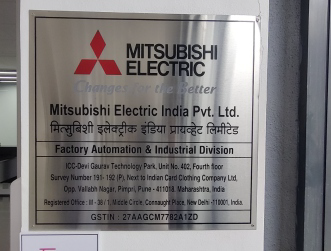 MITSUBISHI
ELECTRIC
Changes for the Better
Mitsubishi Electric India Pvt. Ltd.
मित्सुबिशी इलेक्ट्रीक इंडिया प्रायव्हेट लिमीटेड
Factory Automation & Industrial Division
ICC-Devi Gaurav Technology Park, Unit No. 402, Fourth floor
Survey Number 191-192 (P), Next to Indian Card Clothing Company Ltd.
Opp. Vallabh Nagar, Pimpri, Pune - 411018. Maharashtra, India
Registered Office : III - 38 / 1, Middle Circle, Connaught Place, New Delhi -110001. India.
GSTIN : 27AAGCM7782A1ZD